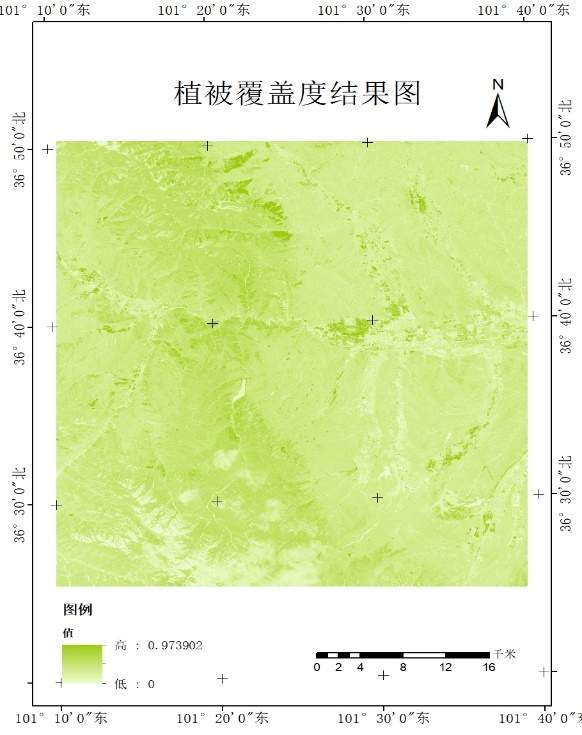 101° 10'0"东 101° 20'0"东 101° 30'0"东 101° 40'0"东
植被覆盖度结果图
N
36° 50'0"北 36° 50'0"北
36° 40'0"北 36° 40'0"北
36° 30'0"北 36° 30'0"北
图例
值
高 : 0.973902
低 : 0
千米
0 2 4 8 12 16
101° 10'0"东 101° 20'0"东 101° 30'0"东 101° 40'0"东